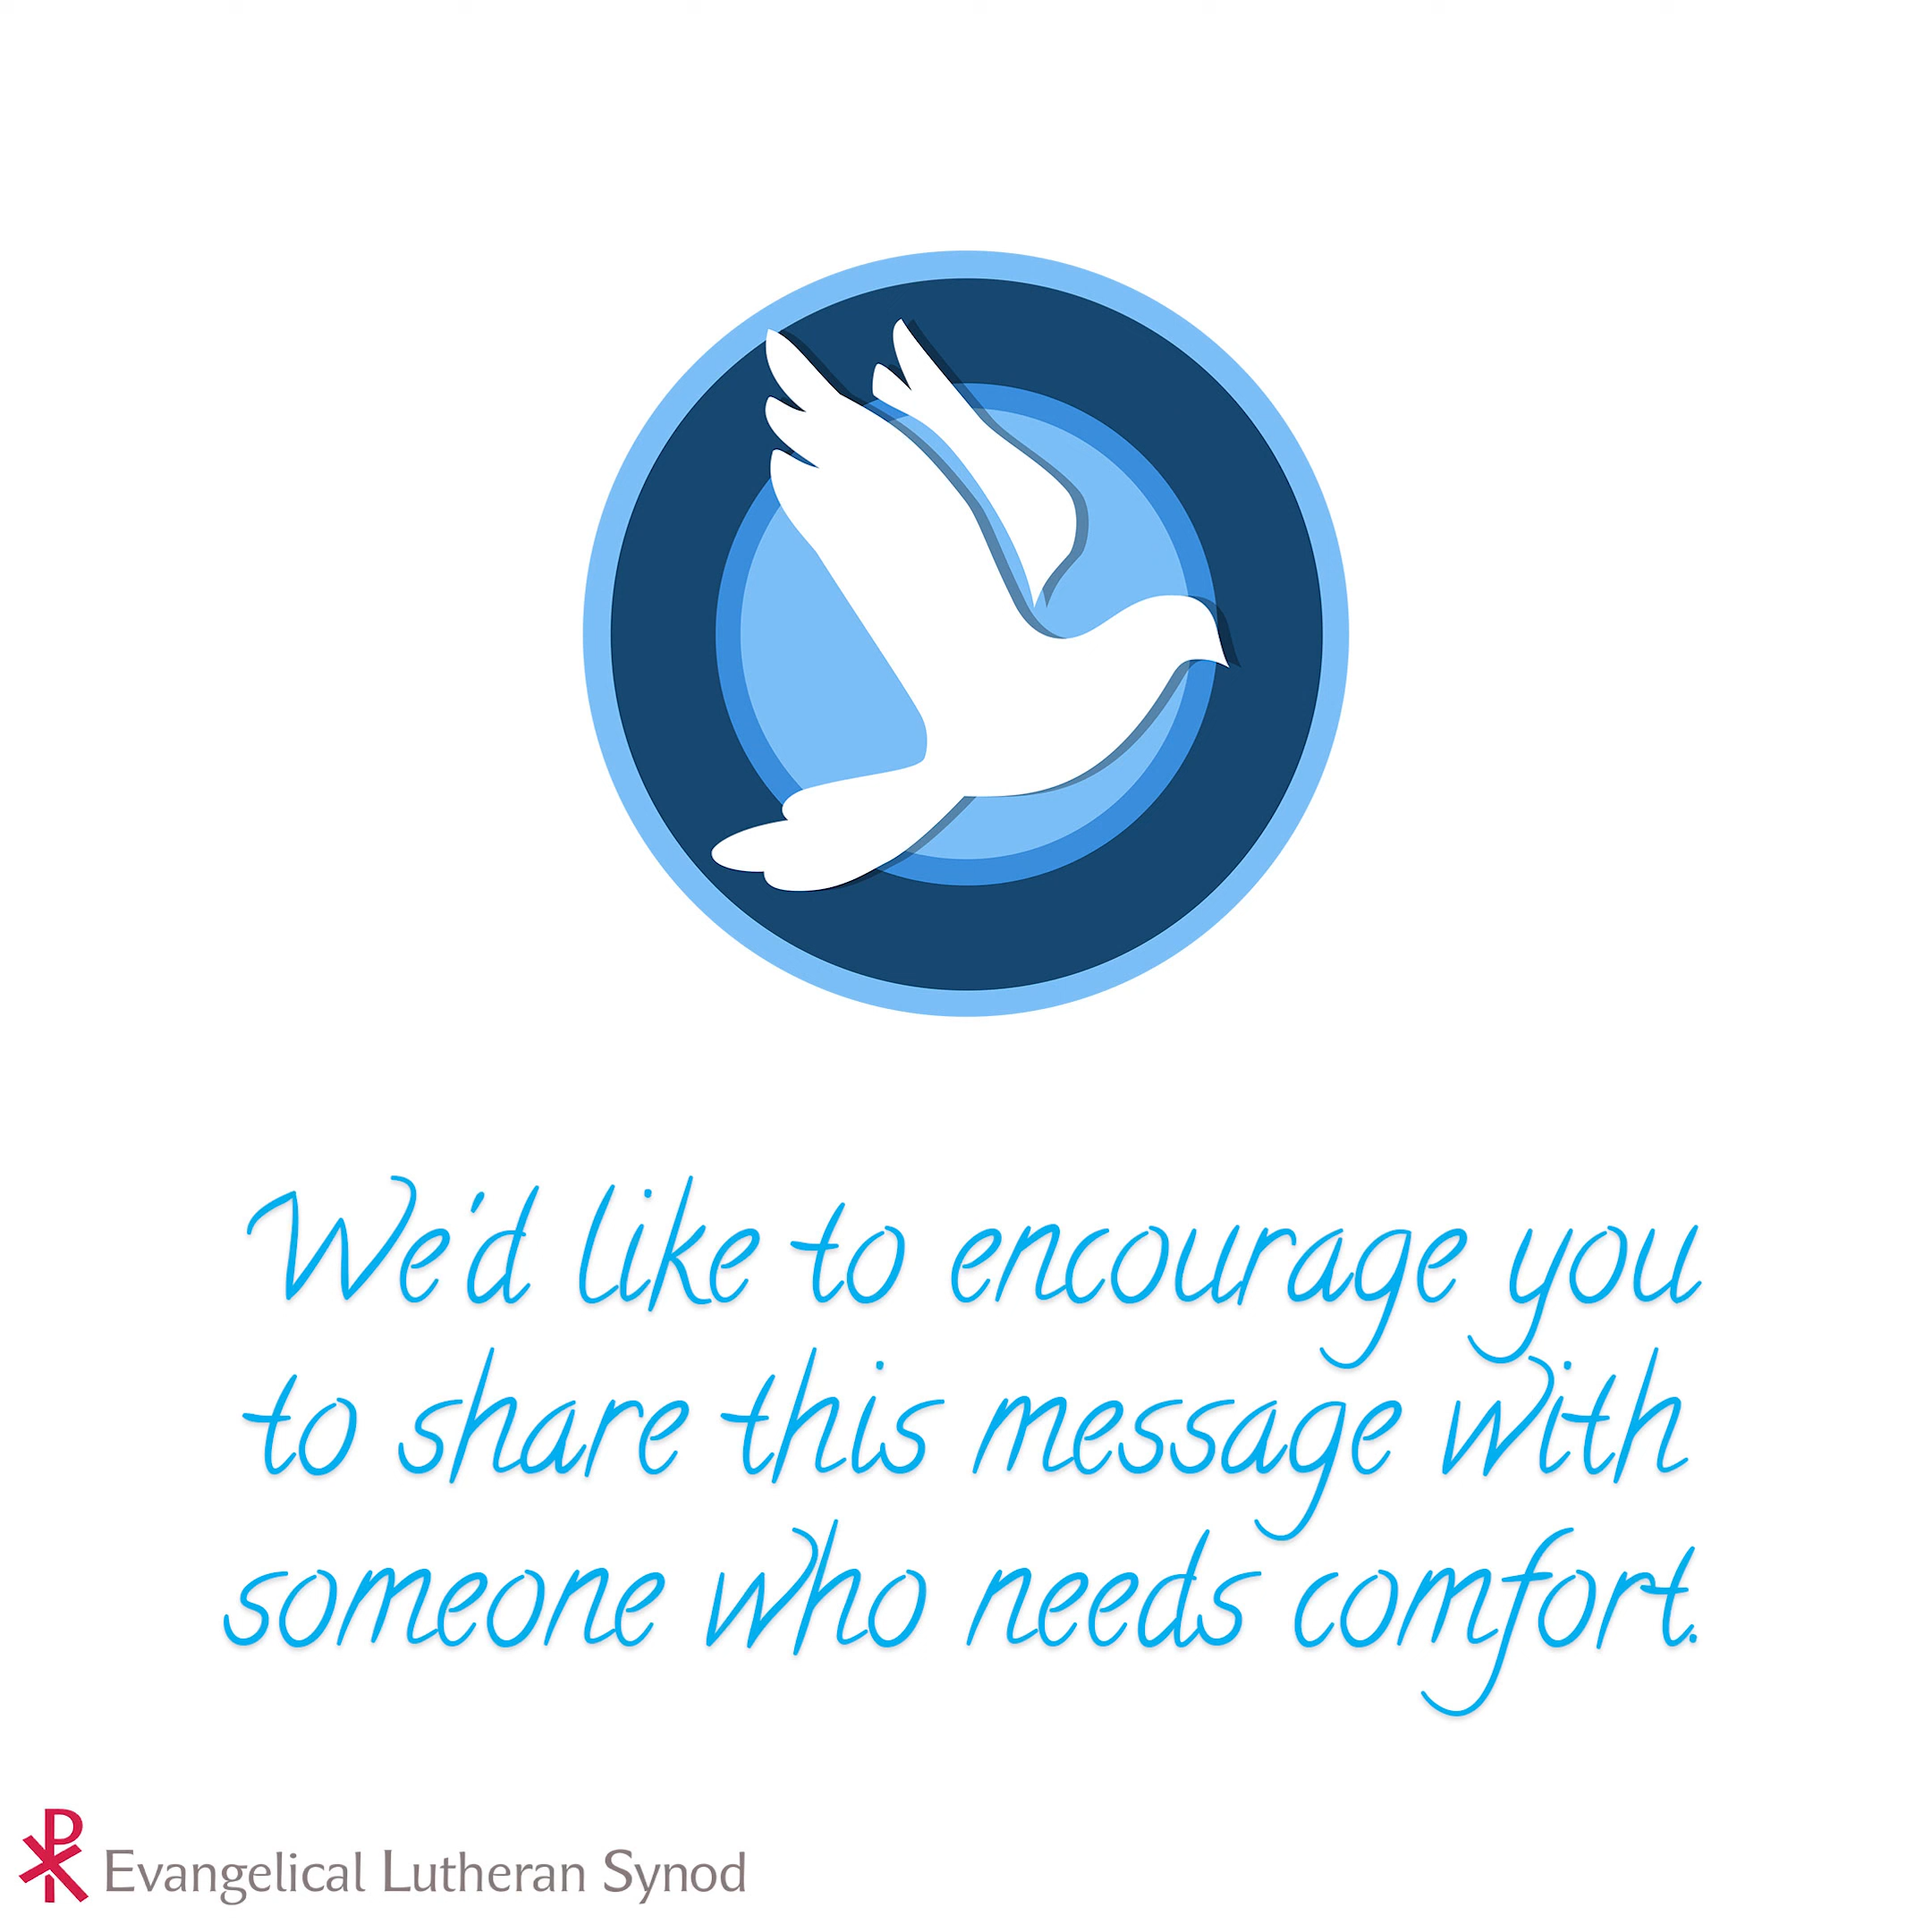 We'd like to encourage you
to share this message with
someone who needs comfort.
Evangelical Lutheran Synod